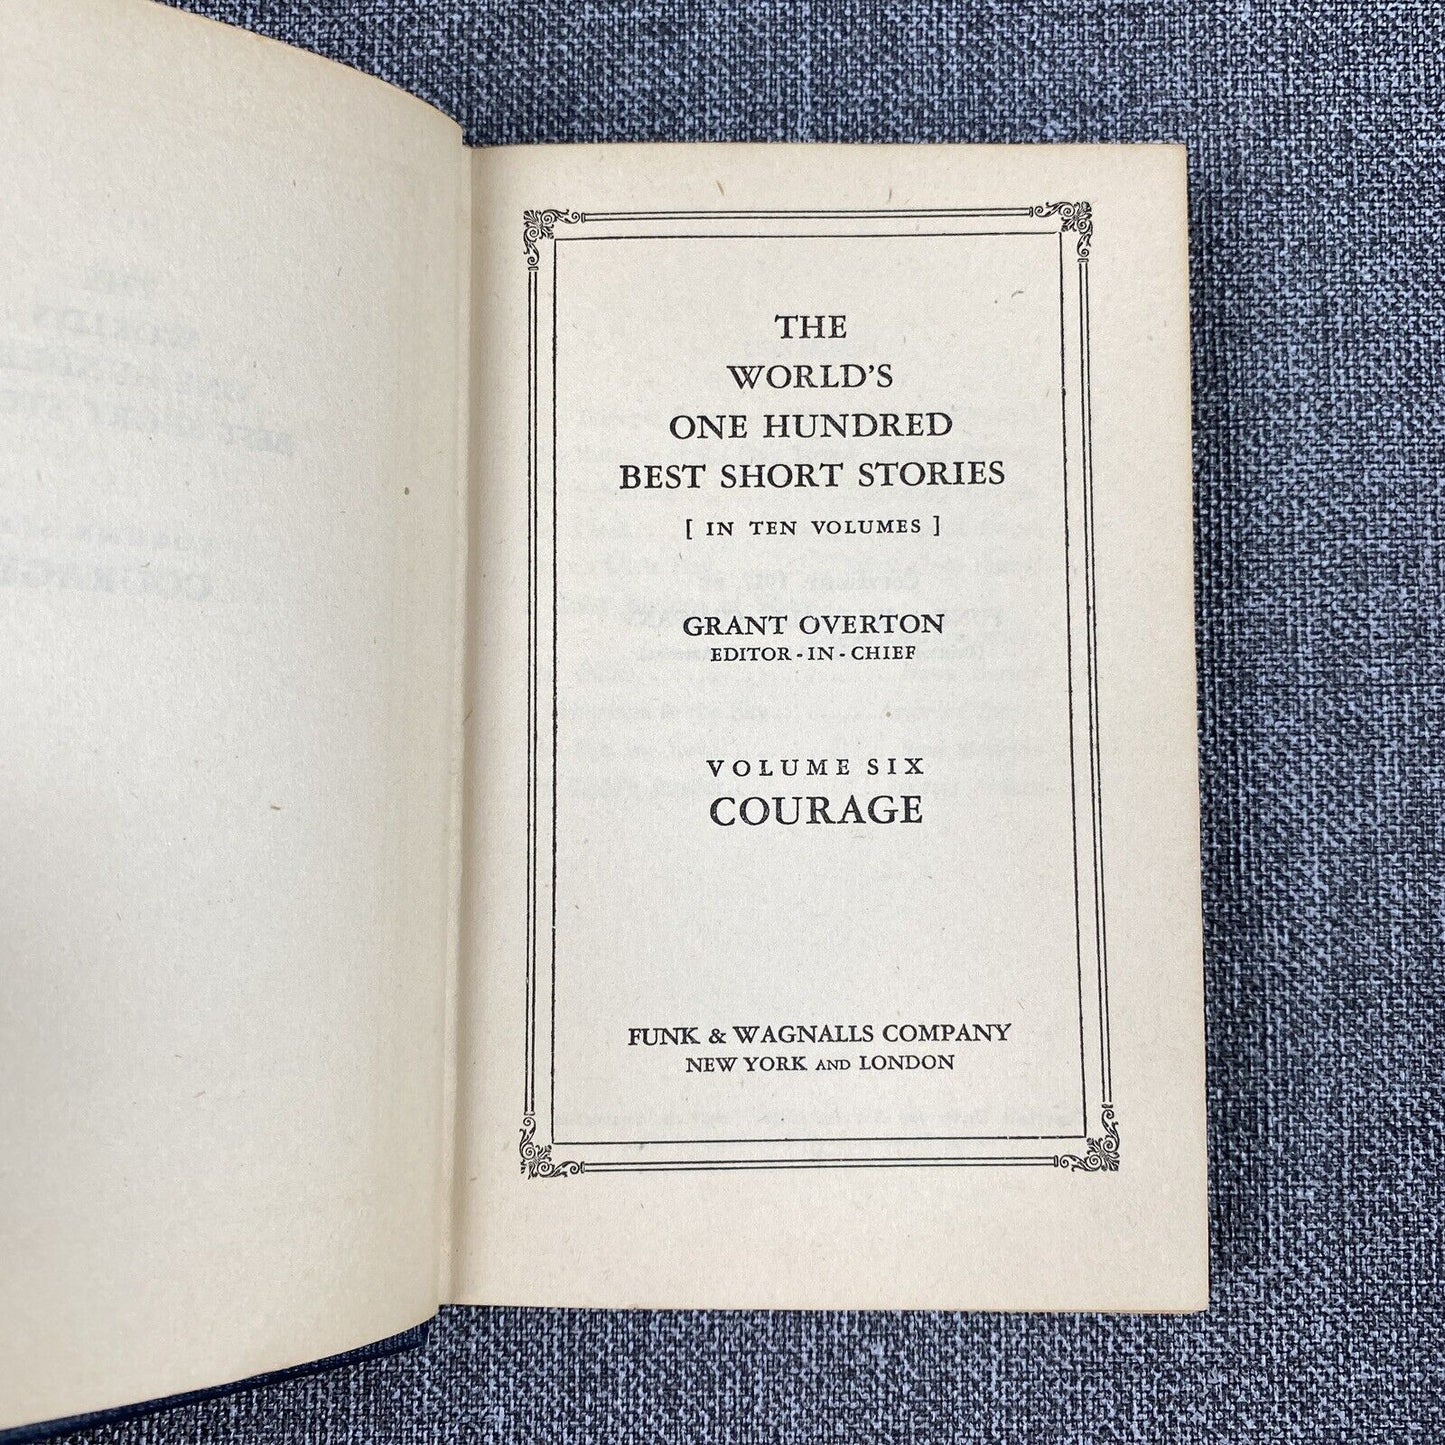 THE
WORLD'S
ONE HUNDRED
BEST SHORT STORIES
[ IN TEN VOLUMES ]
GRANT OVERTON
EDITOR-IN-CHIEF
VOLUME SIX
COURAGE
FUNK & WAGNALLS COMPANY
NEW YORK AND LONDON